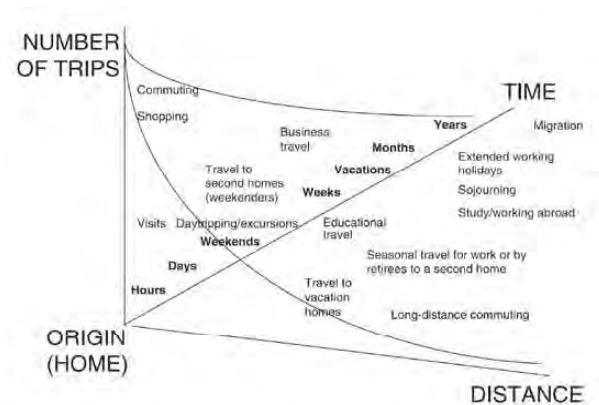 NUMBER
OF TRIPS
Commuting
Shopping
TIME
Years
Migration
Business
travel
Months
Extended working
holidays
Vacations
Travel to
second homes
(weekenders)
Weeks
Sojourning
Study/working abroad
Visits
Daytripping/excursions
Educational
travel
Weekends
Days
Seasonal travel for work or by
retirees to a second home
Hours
Travel to
vacation
homes
Long-distance commuting
ORIGIN
(HOME)
DISTANCE